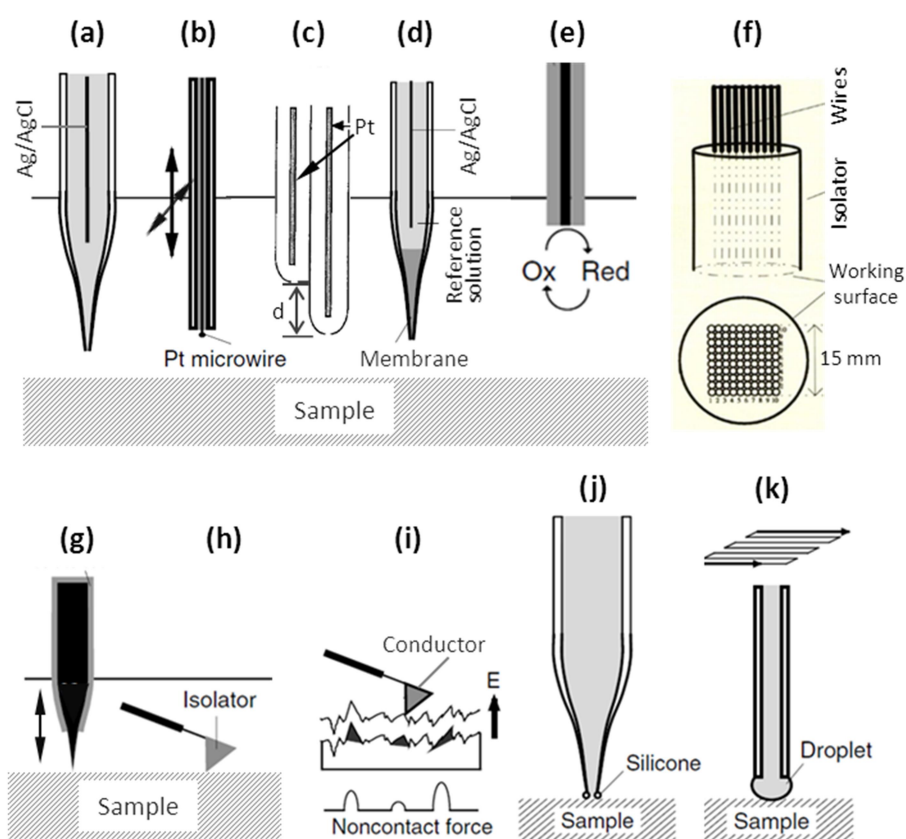 (a)
(b)
(c)
(d)
(e)
(f)
Ag/AgCl
Pt
Ag/AgCl
Wires
Isolator
Reference
solution
Ox
Red
d
Working
surface
Pt microwire
Membrane
15 mm
1 2 3 4 5 6 7 8 9 10
Sample
(g)
(h)
(i)
(j)
(k)
Conductor
E
Isolator
Silicone
Droplet
Sample
Noncontact force
Sample
Sample